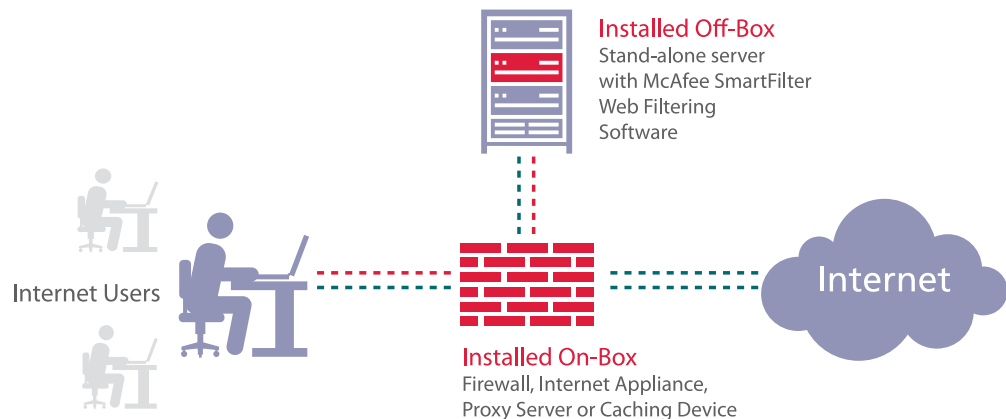 Installed Off-Box
Stand-alone server
with McAfee SmartFilter
Web Filtering
Software
Internet Users
Internet
Installed On-Box
Firewall, Internet Appliance,
Proxy Server or Caching Device